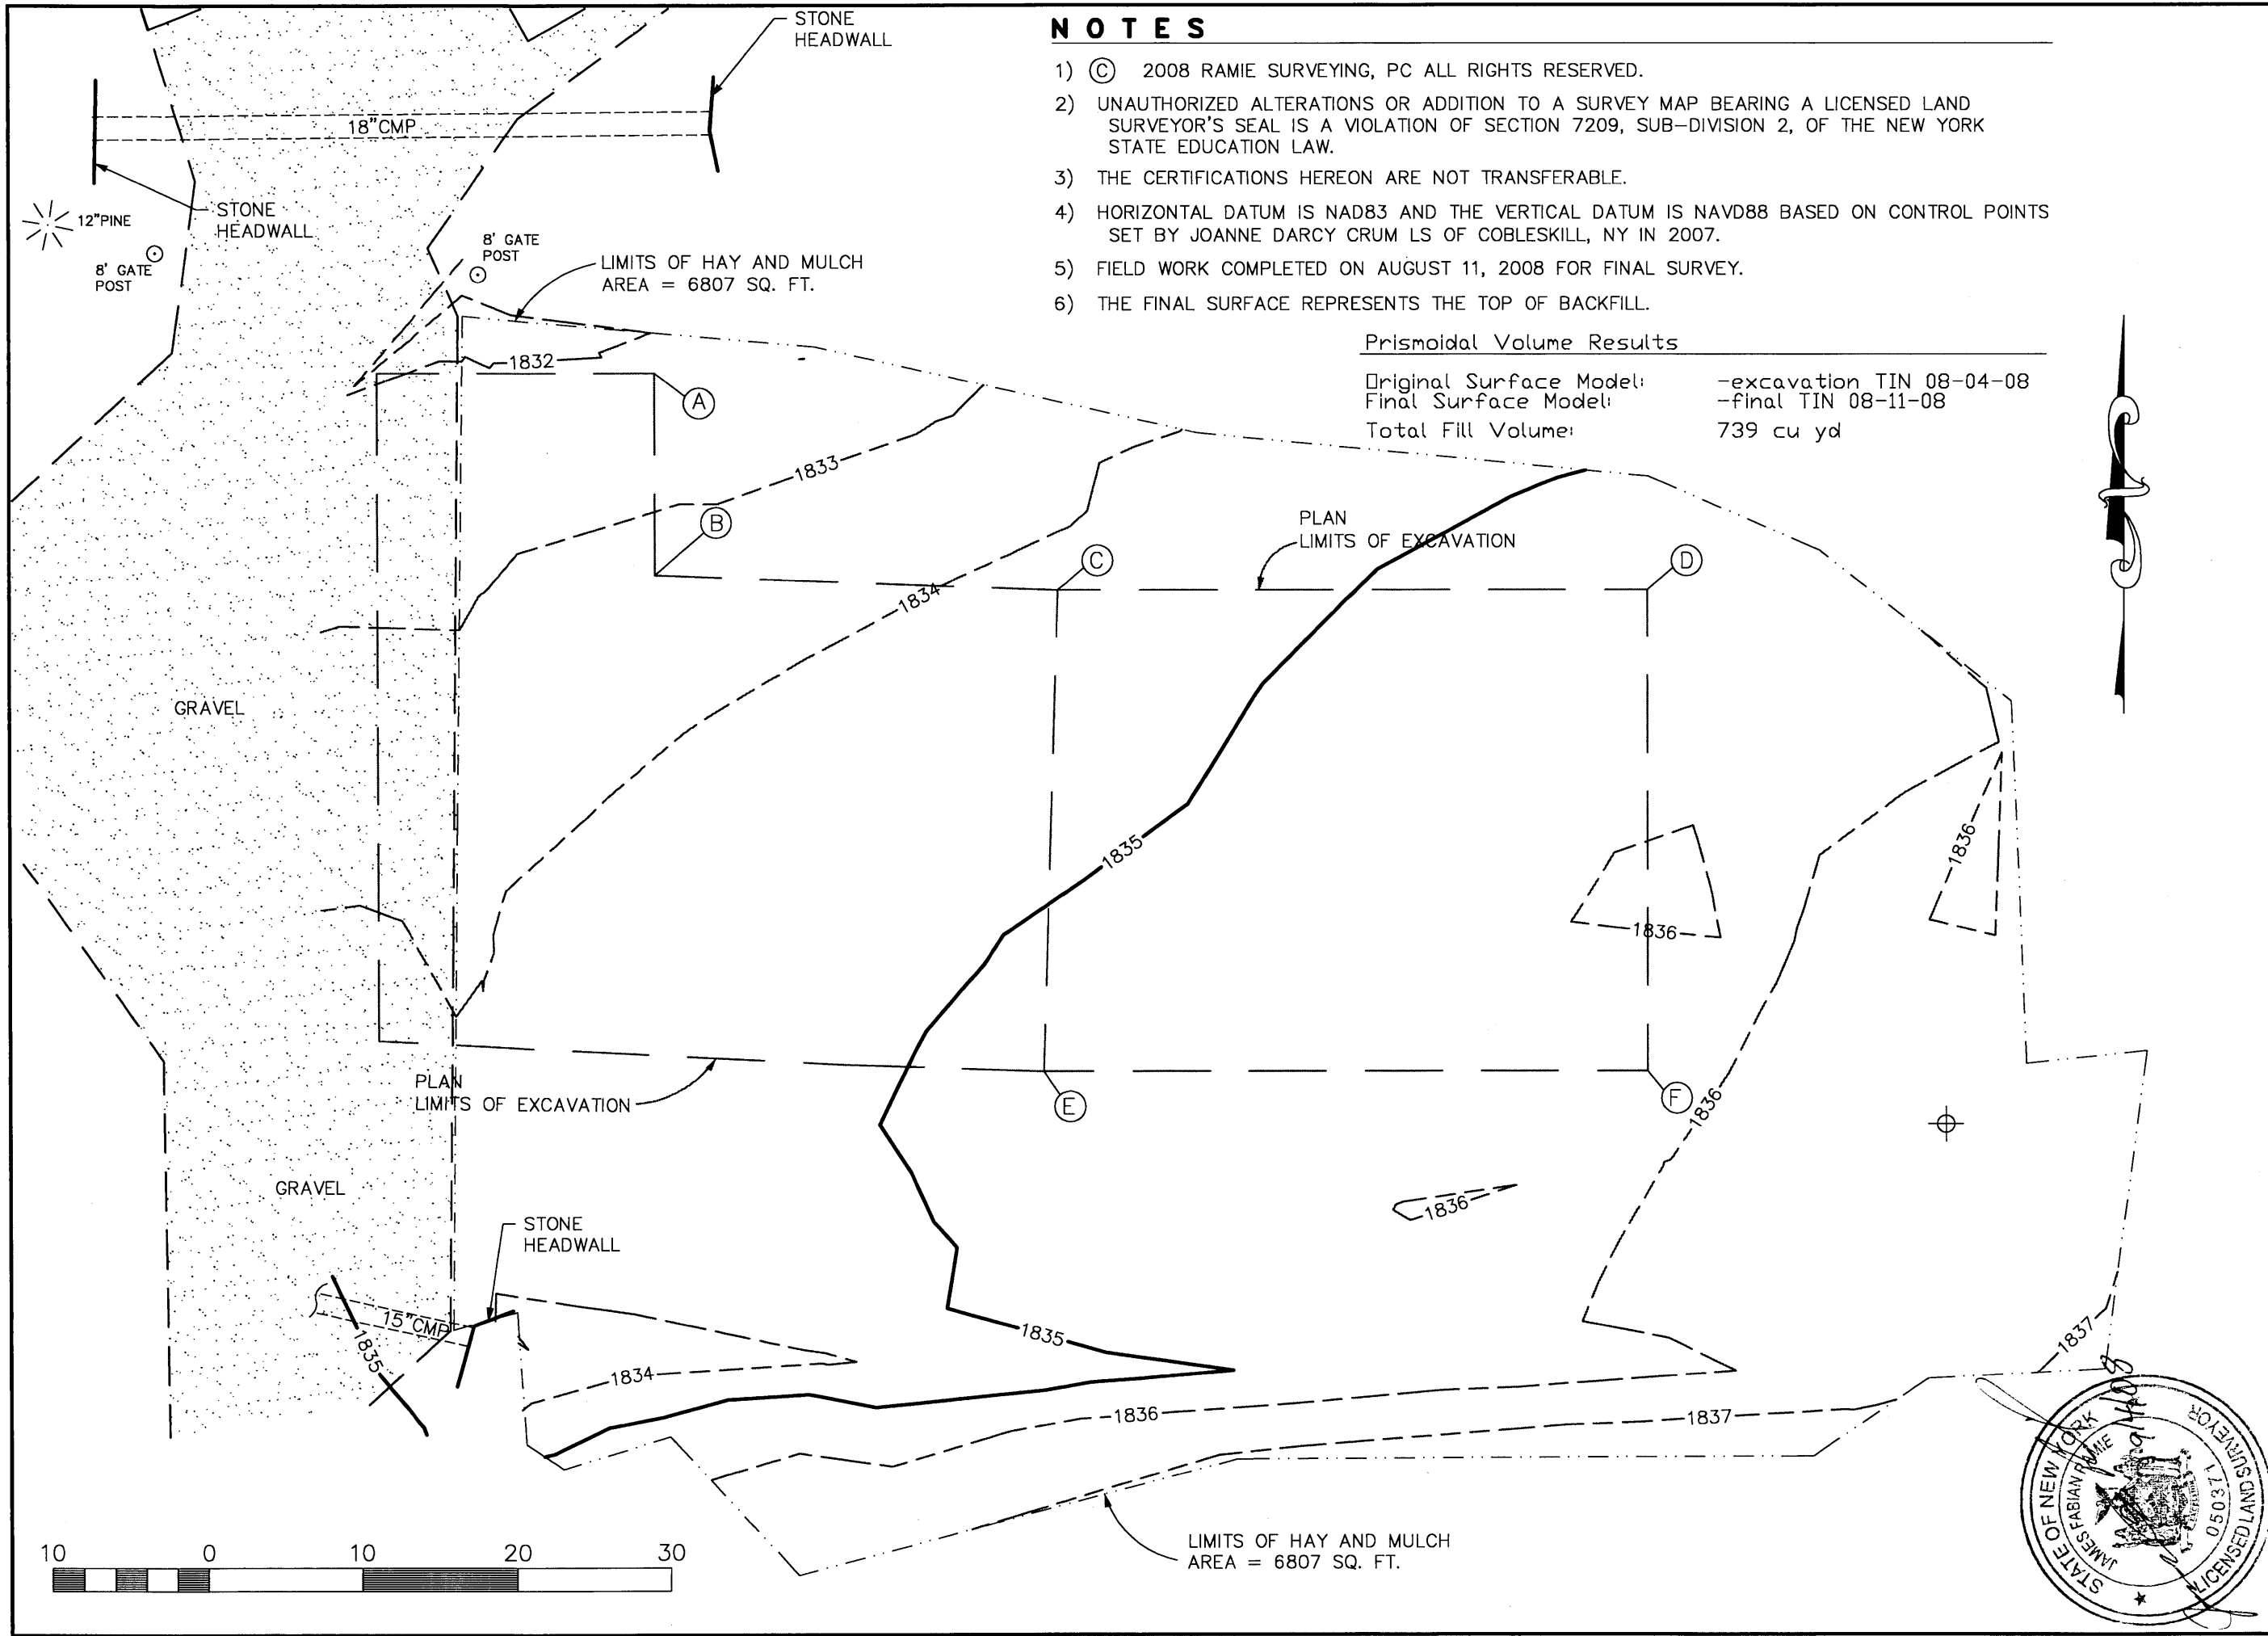 NOTES
1) © 2008 RAMIE SURVEYING, PC ALL RIGHTS RESERVED.
2) UNAUTHORIZED ALTERATIONS OR ADDITION TO A SURVEY MAP BEARING A LICENSED LAND
SURVEYOR'S SEAL IS A VIOLATION OF SECTION 7209, SUB-DIVISION 2, OF THE NEW YORK
STATE EDUCATION LAW.
3) THE CERTIFICATIONS HEREON ARE NOT TRANSFERABLE.
4) HORIZONTAL DATUM IS NAD83 AND THE VERTICAL DATUM IS NAVD88 BASED ON CONTROL POINTS
SET BY JOANNE DARCY CRUM LS OF COBLESKILL, NY IN 2007.
5) FIELD WORK COMPLETED ON AUGUST 11, 2008 FOR FINAL SURVEY.
6) THE FINAL SURFACE REPRESENTS THE TOP OF BACKFILL.
Prismoidal Volume Results
Original Surface Model: -excavation TIN 08-04-08
Final Surface Model: -final TIN 08-11-08
Total Fill Volume: 739 cu yd
STONE
HEADWALL
18"CMP
12"PINE
STONE
HEADWALL
8' GATE
POST
8' GATE
POST
LIMITS OF HAY AND MULCH
AREA = 6807 SQ. FT.
1832
A
1833
B
PLAN
LIMITS OF EXCAVATION
C
D
1834
GRAVEL
1835
1836
1836
PLAN
LIMITS OF EXCAVATION
E
F
1836
GRAVEL
1836
STONE
HEADWALL
15"CMP
1835
1835
1837
1834
1836
1837
LIMITS OF HAY AND MULCH
AREA = 6807 SQ. FT.
10 0 10 20 30
STATE OF NEW YORK
JAMES FABIAN RAMIE
050371
LICENSED LAND SURVEYOR